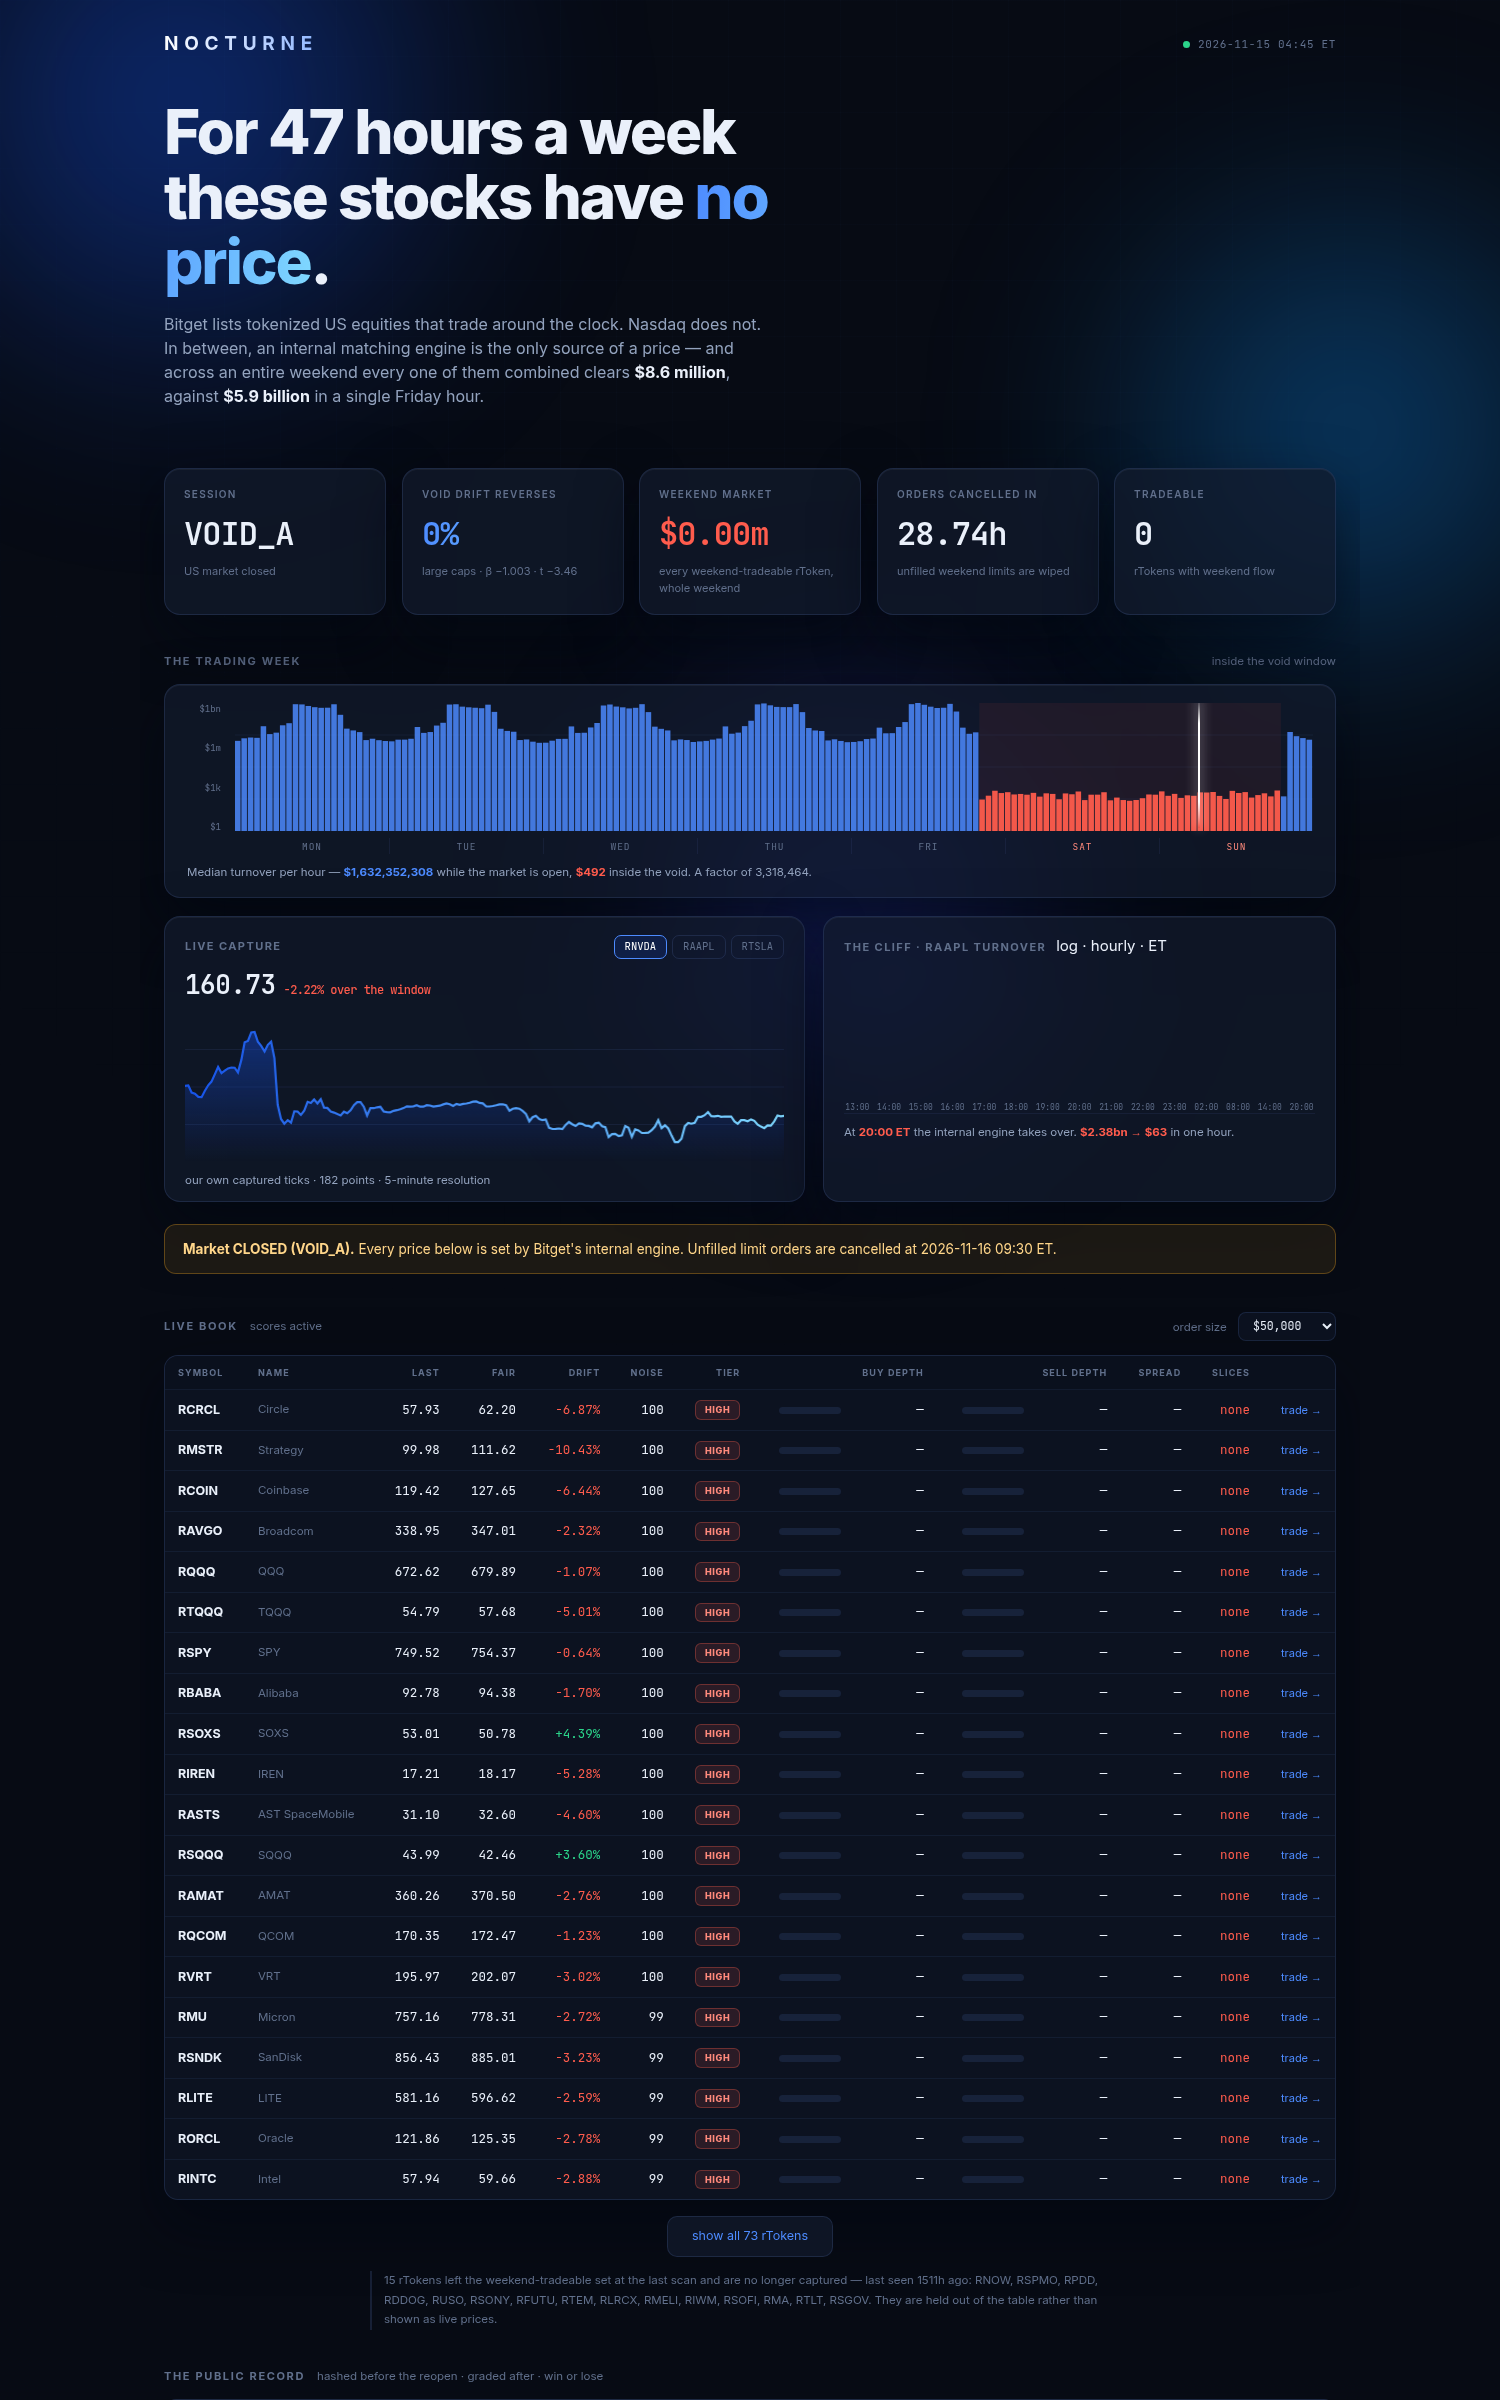 NOCTURNE
2026-11-15 04:45 ET
For 47 hours a week
these stocks have no
price.
Bitget lists tokenized US equities that trade around the clock. Nasdaq does not.
In between, an internal matching engine is the only source of a price — and
across an entire weekend every one of them combined clears $8.6 million,
against $5.9 billion in a single Friday hour.
SESSION
VOID_A
US market closed
VOID DRIFT REVERSES
0%
large caps · β −1.003 · t −3.46
WEEKEND MARKET
$0.00m
every weekend-tradeable rToken,
whole weekend
ORDERS CANCELLED IN
28.74h
unfilled weekend limits are wiped
TRADEABLE
0
rTokens with weekend flow
THE TRADING WEEK
inside the void window
$1bn
$1m
$1k
$1
MON TUE WED THU FRI SAT SUN
Median turnover per hour — $1,632,352,308 while the market is open, $492 inside the void. A factor of 3,318,464.
LIVE CAPTURE
RNVDA RAAPL RTSLA
160.73 -2.22% over the window
our own captured ticks · 182 points · 5-minute resolution
THE CLIFF · RAAPL TURNOVER log · hourly · ET
13:00 14:00 15:00 16:00 17:00 18:00 19:00 20:00 21:00 22:00 23:00 02:00 08:00 14:00 20:00
At 20:00 ET the internal engine takes over. $2.38bn → $63 in one hour.
Market CLOSED (VOID_A). Every price below is set by Bitget's internal engine. Unfilled limit orders are cancelled at 2026-11-16 09:30 ET.
LIVE BOOK scores active
order size $50,000
SYMBOL NAME LAST FAIR DRIFT NOISE TIER BUY DEPTH SELL DEPTH SPREAD SLICES
RCRCL Circle 57.93 62.20 -6.87% 100 HIGH — — — none trade →
RMSTR Strategy 99.98 111.62 -10.43% 100 HIGH — — — none trade →
RCOIN Coinbase 119.42 127.65 -6.44% 100 HIGH — — — none trade →
RAVGO Broadcom 338.95 347.01 -2.32% 100 HIGH — — — none trade →
RQQQ QQQ 672.62 679.89 -1.07% 100 HIGH — — — none trade →
RTQQQ TQQQ 54.79 57.68 -5.01% 100 HIGH — — — none trade →
RSPY SPY 749.52 754.37 -0.64% 100 HIGH — — — none trade →
RBABA Alibaba 92.78 94.38 -1.70% 100 HIGH — — — none trade →
RSOXS SOXS 53.01 50.78 +4.39% 100 HIGH — — — none trade →
RIREN IREN 17.21 18.17 -5.28% 100 HIGH — — — none trade →
RASTS AST SpaceMobile 31.10 32.60 -4.60% 100 HIGH — — — none trade →
RSQQQ SQQQ 43.99 42.46 +3.60% 100 HIGH — — — none trade →
RAMAT AMAT 360.26 370.50 -2.76% 100 HIGH — — — none trade →
RQCOM QCOM 170.35 172.47 -1.23% 100 HIGH — — — none trade →
RVRT VRT 195.97 202.07 -3.02% 100 HIGH — — — none trade →
RMU Micron 757.16 778.31 -2.72% 99 HIGH — — — none trade →
RSNDK SanDisk 856.43 885.01 -3.23% 99 HIGH — — — none trade →
RLITE LITE 581.16 596.62 -2.59% 99 HIGH — — — none trade →
RORCL Oracle 121.86 125.35 -2.78% 99 HIGH — — — none trade →
RINTC Intel 57.94 59.66 -2.88% 99 HIGH — — — none trade →
show all 73 rTokens
15 rTokens left the weekend-tradeable set at the last scan and are no longer captured — last seen 1511h ago: RNOW, RSPMO, RPDD,
RDDOG, RUSO, RSONY, RFUTU, RTEM, RLRCX, RMELI, RIWM, RSOFI, RMA, RTLT, RSGOV. They are held out of the table rather than
shown as live prices.
THE PUBLIC RECORD hashed before the reopen · graded after · win or lose